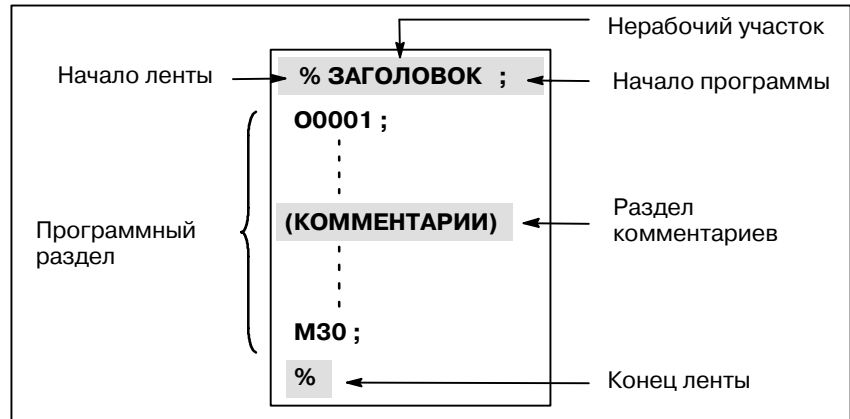 Нерабочий участок
Начало ленты
% ЗАГОЛОВОК ;
Начало программы
O0001 ;
Программный
раздел
(КОММЕНТАРИИ)
Раздел
комментариев
M30 ;
%
Конец ленты